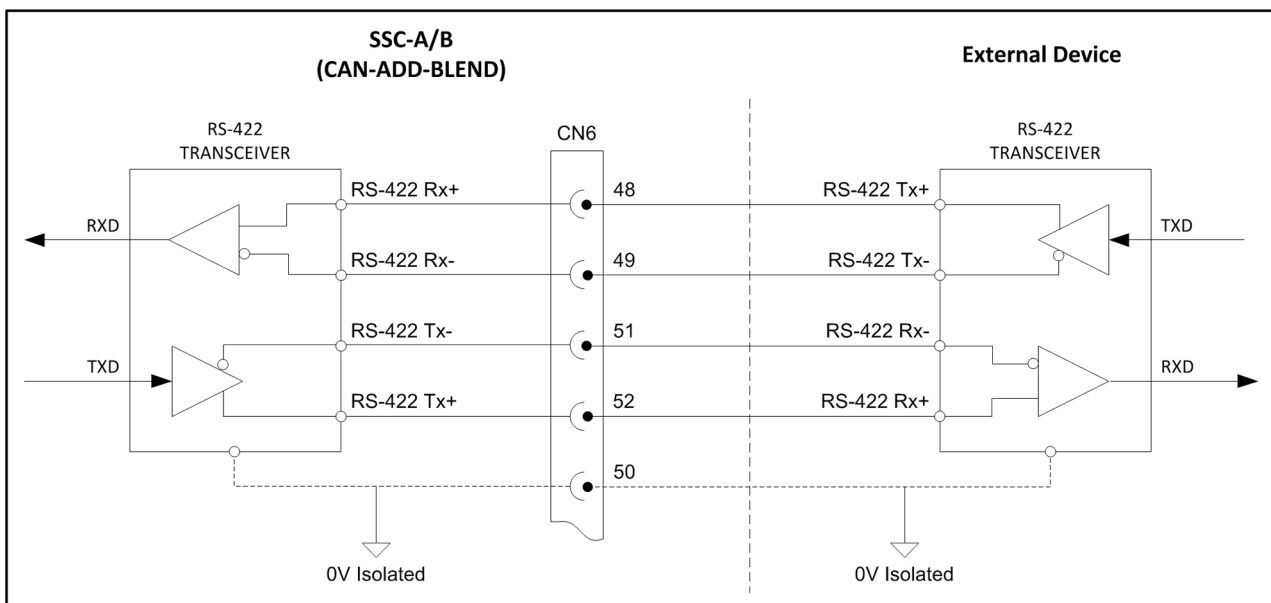 SSC-A/B
(CAN-ADD-BLEND)
External Device
RS-422
TRANSCEIVER
CN6
RS-422
TRANSCEIVER
RS-422 Rx+
48
RS-422 Tx+
RXD
TXD
RS-422 Rx-
49
RS-422 Tx-
RS-422 Tx-
51
RS-422 Rx-
TXD
RXD
RS-422 Tx+
52
RS-422 Rx+
50
0V Isolated
0V Isolated